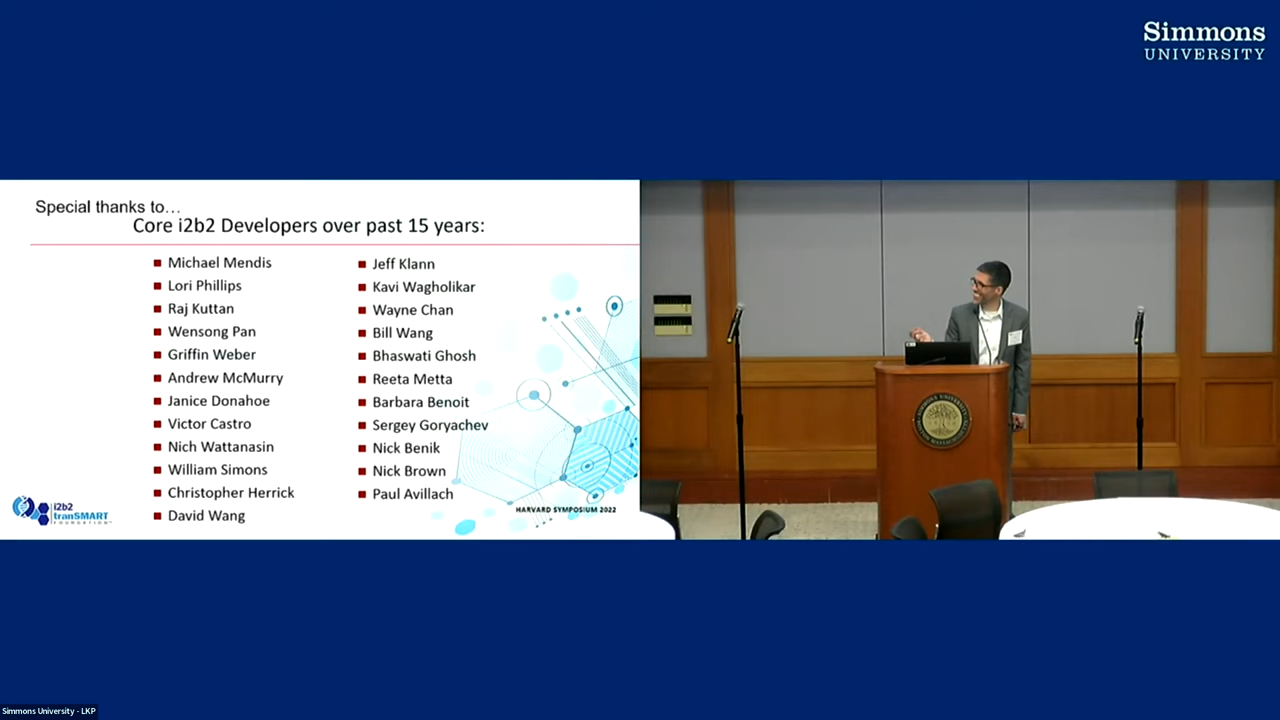 Simmons
UNIVERSITY
Special thanks to…
Core i2b2 Developers over past 15 years:
Michael Mendis
Lori Phillips
Raj Kuttan
Wensong Pan
Griffin Weber
Andrew McMurry
Janice Donahoe
Victor Castro
Nich Wattanasin
William Simons
Christopher Herrick
David Wang
Jeff Klann
Kavi Wagholikar
Wayne Chan
Bill Wang
Bhaswati Ghosh
Reeta Metta
Barbara Benoit
Sergey Goryachev
Nick Benik
Nick Brown
Paul Avillach
i2b2
tranSMART
FOUNDATION
HARVARD SYMPOSIUM 2022
Simmons University - LKP